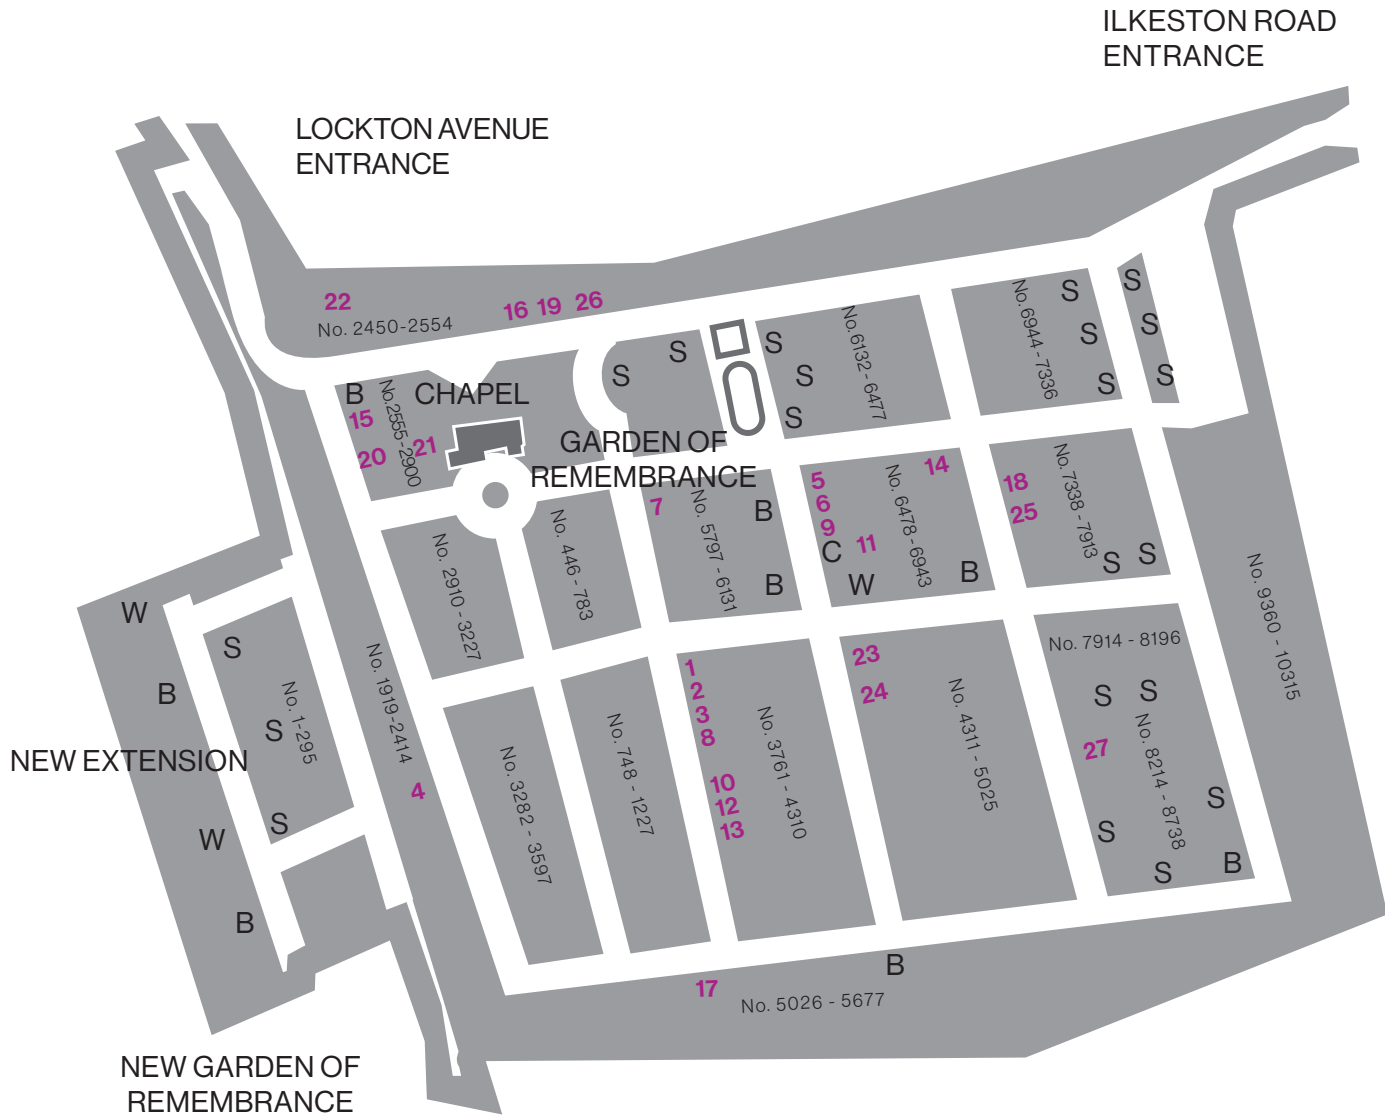 ILKESTON ROAD
ENTRANCE
LOCKTON AVENUE
ENTRANCE
22
16 19 26
No. 2450-2554
S
S
S
S
S
S
S
S
S
S
S
No.6132 - 6477
No.6944 - 7336
B
CHAPEL
15
20
21
No.2555-2900
GARDEN OF
REMEMBRANCE
7
No. 5797 - 6131
B
B
5
6
9
C
11
W
14
No. 6478 - 6943
B
18
25
No. 7338 - 7913
S
S
No. 9360 - 10315
No. 2910 - 3227
No. 446 - 783
W
B
S
S
S
No. 1-295
NEW EXTENSION
W
B
No. 1919-2414
4
No. 3282 - 3597
No. 748 - 1227
1
2
3
8
10
12
13
No. 3761 - 4310
23
24
No. 4311 - 5025
No. 7914 - 8196
S
S
27
No. 8214 - 8738
S
S
S
B
B
17
No. 5026 - 5677
NEW GARDEN OF
REMEMBRANCE